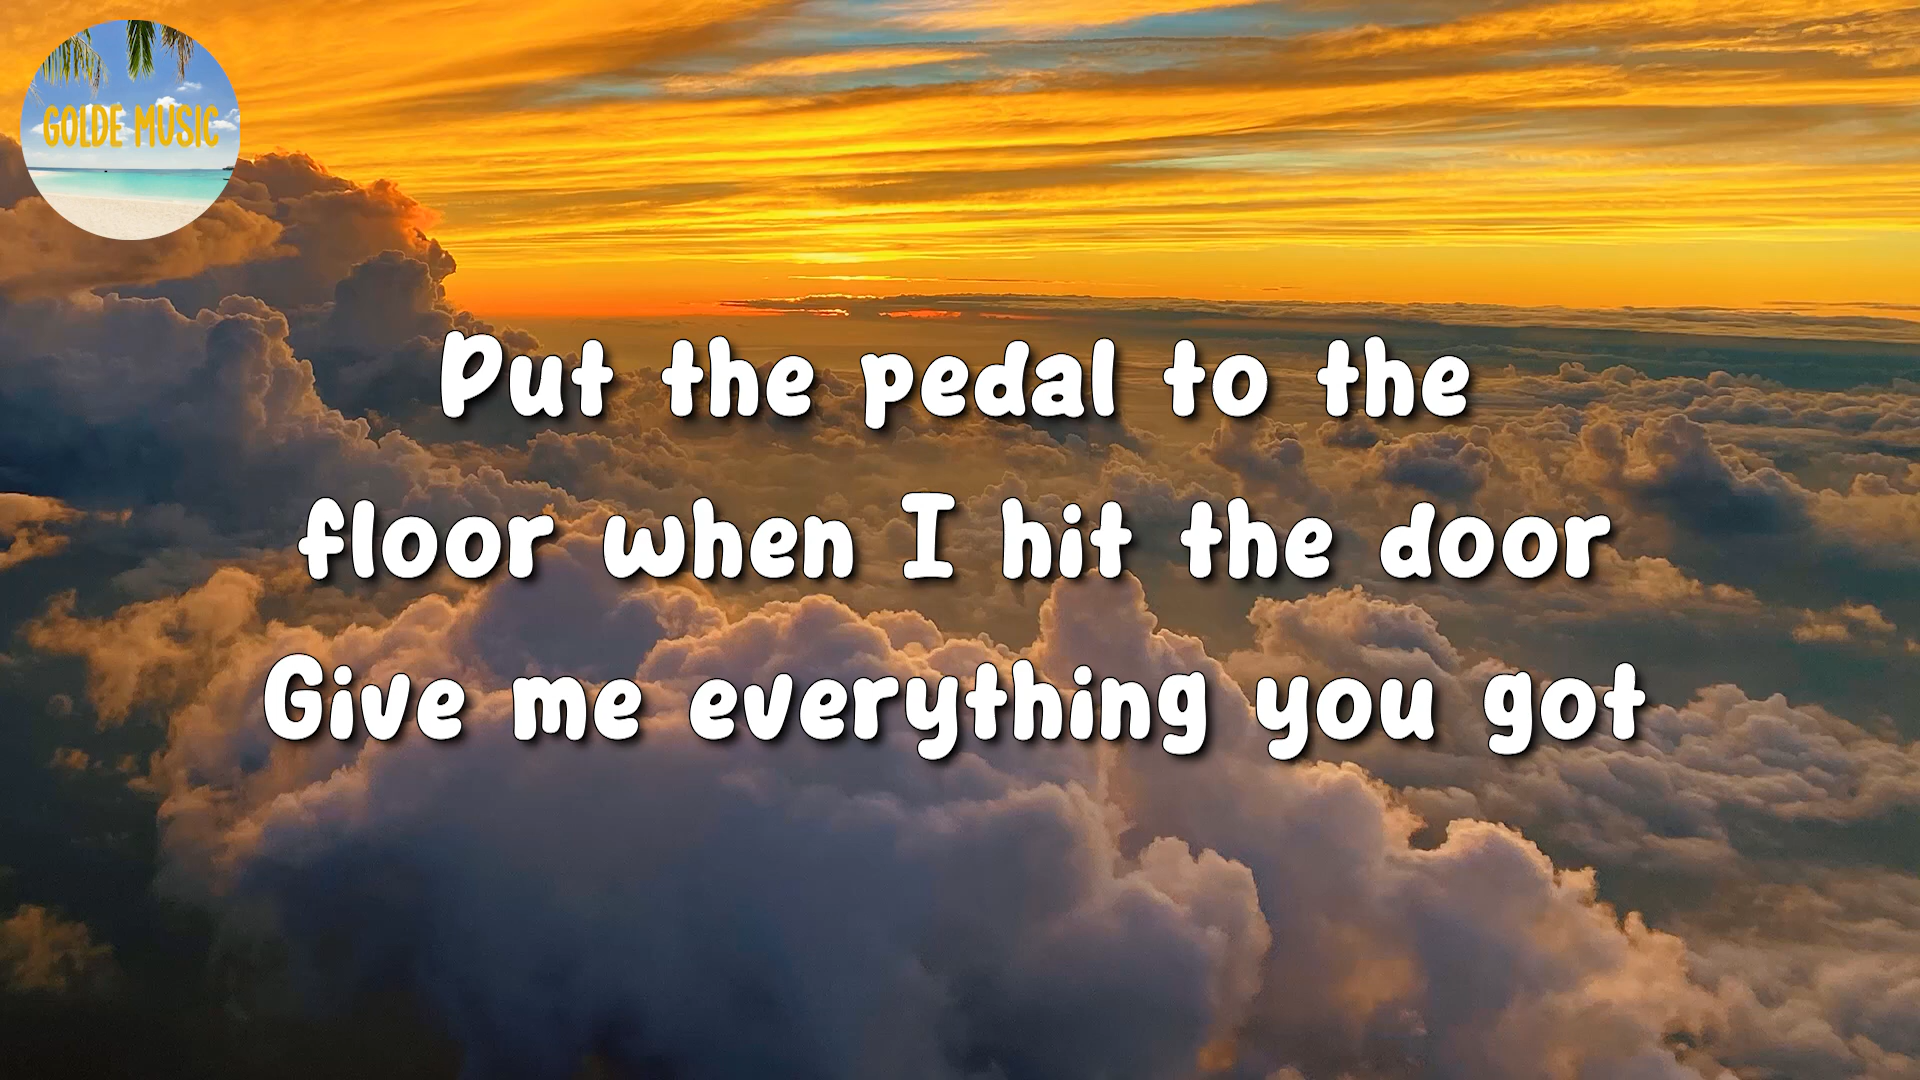 GOLDE MUSIC
Put the pedal to the
floor when I hit the door
Give me everything you got